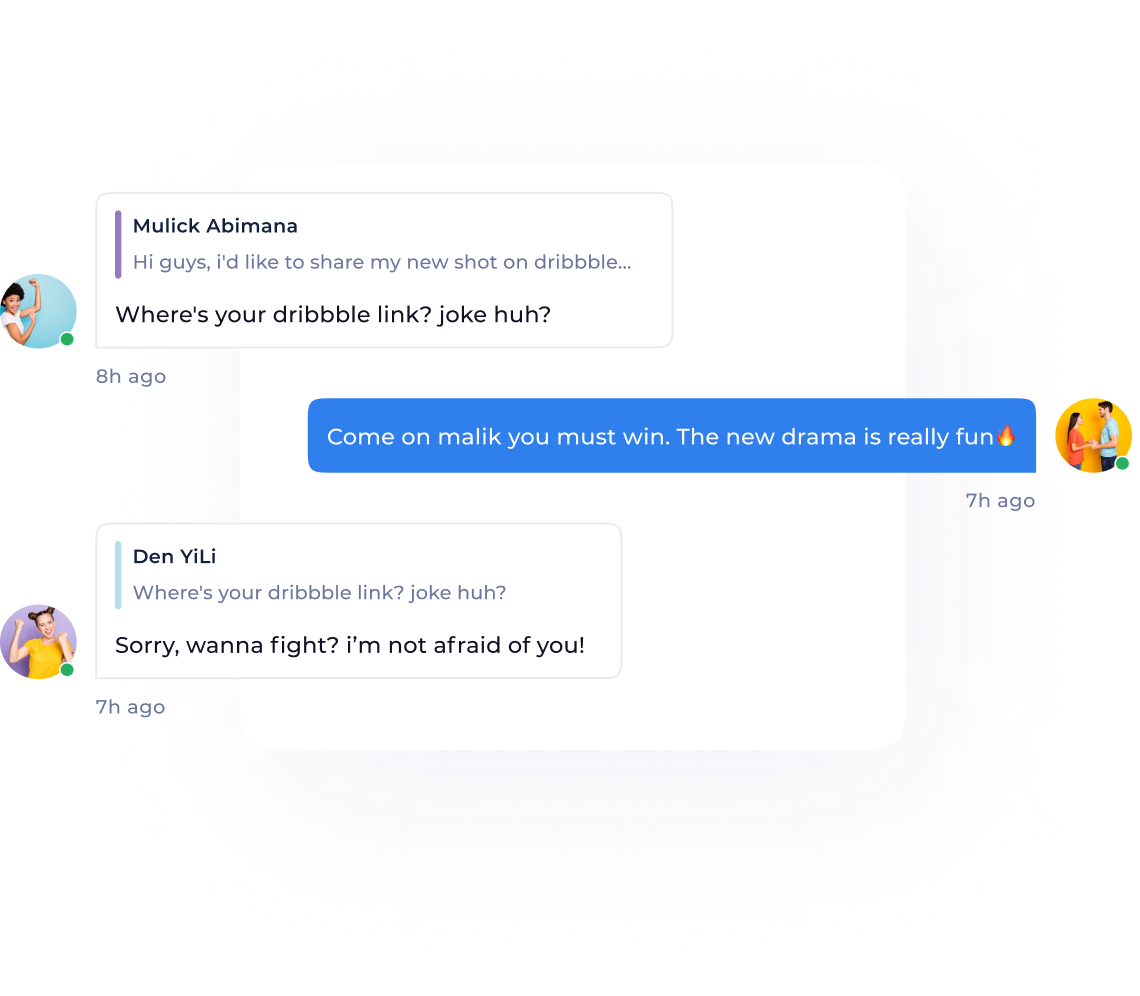 Mulick Abimana
Hi guys, i'd like to share my new shot on dribbble...
Where's your dribbble link? joke huh?
8h ago
Come on malik you must win. The new drama is really fun🔥
7h ago
Den YiLi
Where's your dribbble link? joke huh?
Sorry, wanna fight? i’m not afraid of you!
7h ago